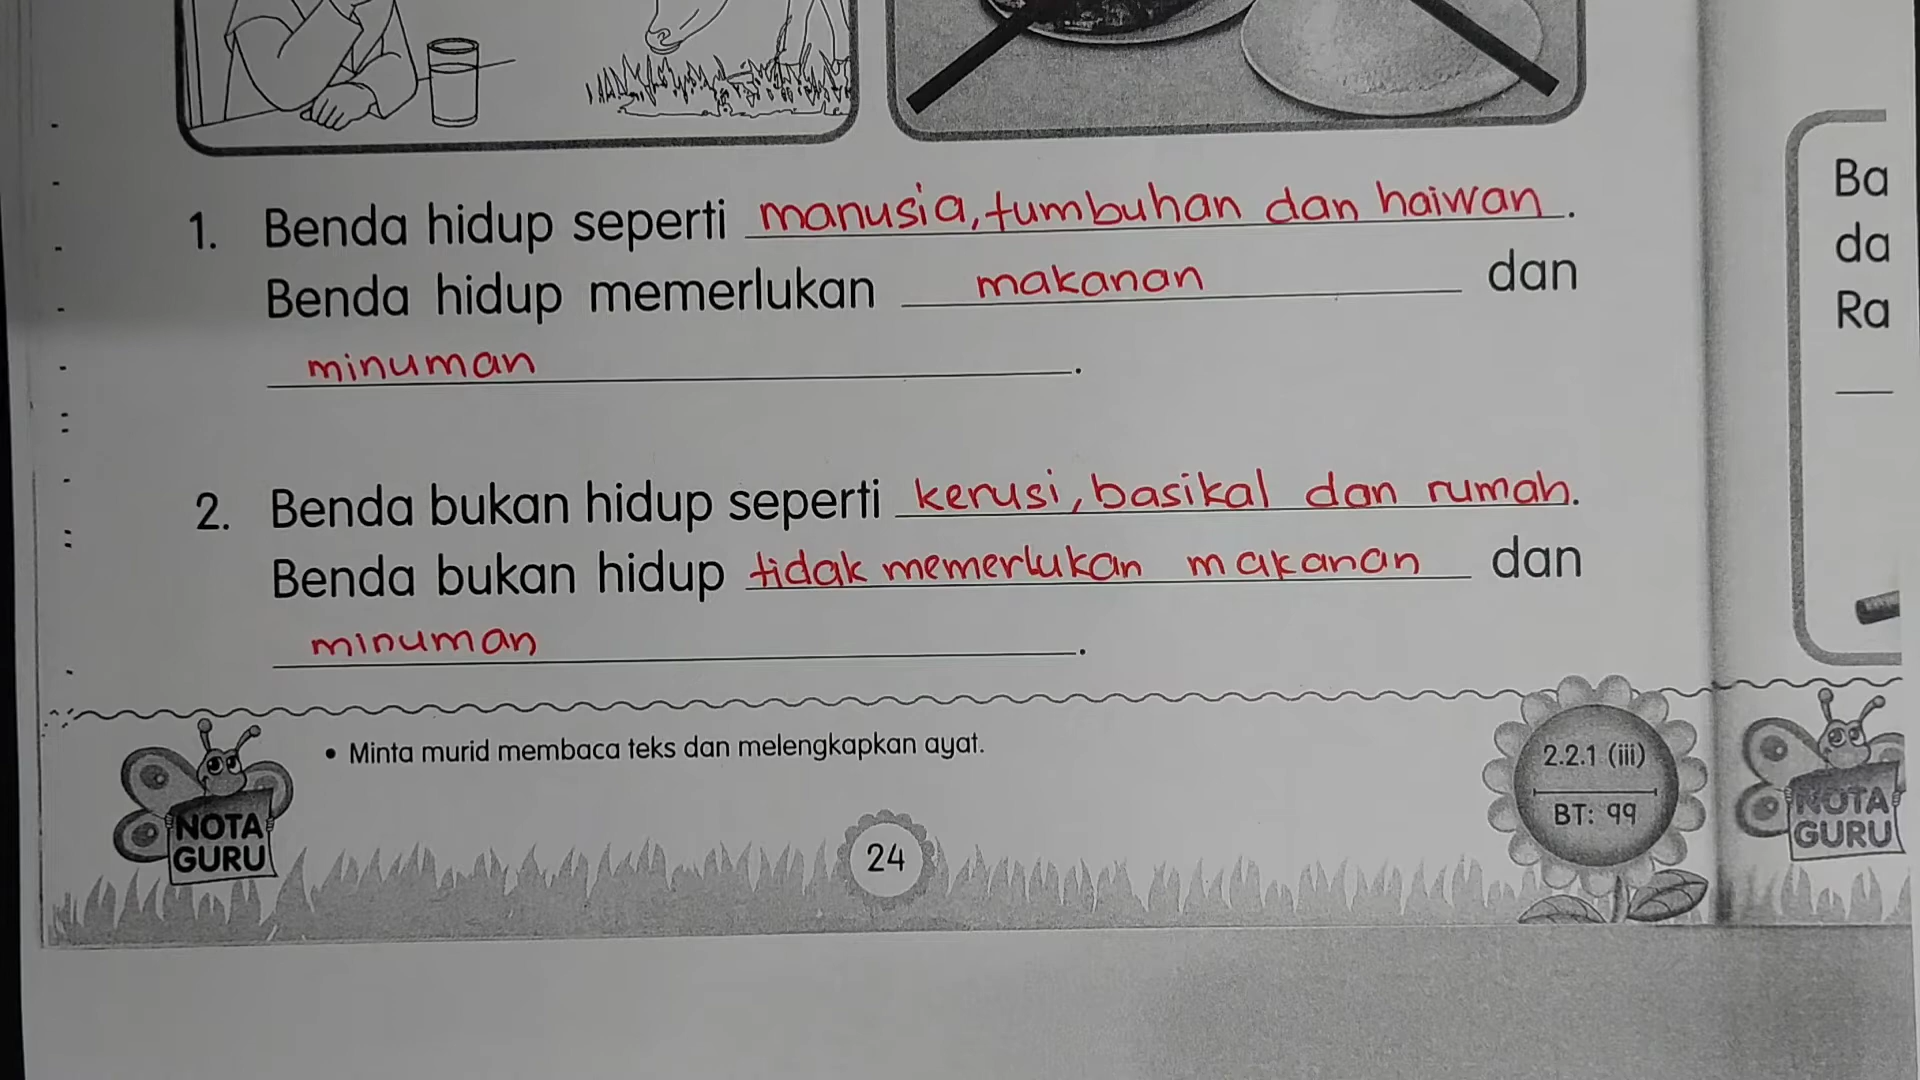 1. Benda hidup seperti manusia, tumbuhan dan haiwan.
Benda hidup memerlukan makanan dan
minuman.
2. Benda bukan hidup seperti kerusi, basikal dan rumah.
Benda bukan hidup tidak memerlukan makanan dan
minuman.
• Minta murid membaca teks dan melengkapkan ayat.
NOTA
GURU
24
2.2.1 (iii)
BT: 99
Ba
da
Ra
NOTA
GURU